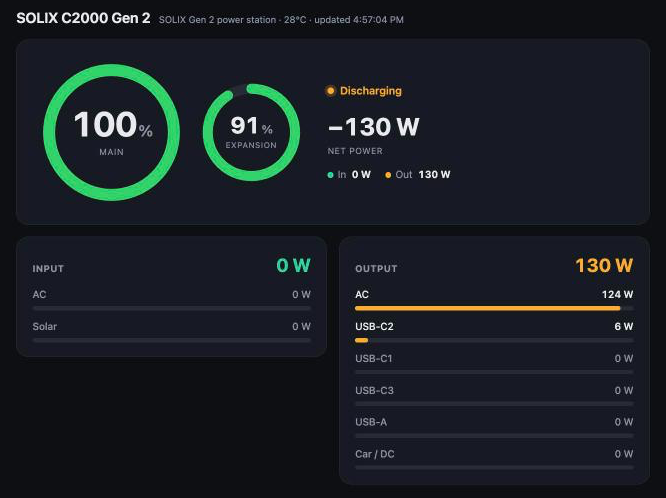 SOLIX C2000 Gen 2 SOLIX Gen 2 power station · 28°C · updated 4:57:04 PM
100%
MAIN
91%
EXPANSION
Discharging
−130 W
NET POWER
In 0 W Out 130 W
INPUT 0 W
AC 0 W
Solar 0 W
OUTPUT 130 W
AC 124 W
USB-C2 6 W
USB-C1 0 W
USB-C3 0 W
USB-A 0 W
Car / DC 0 W